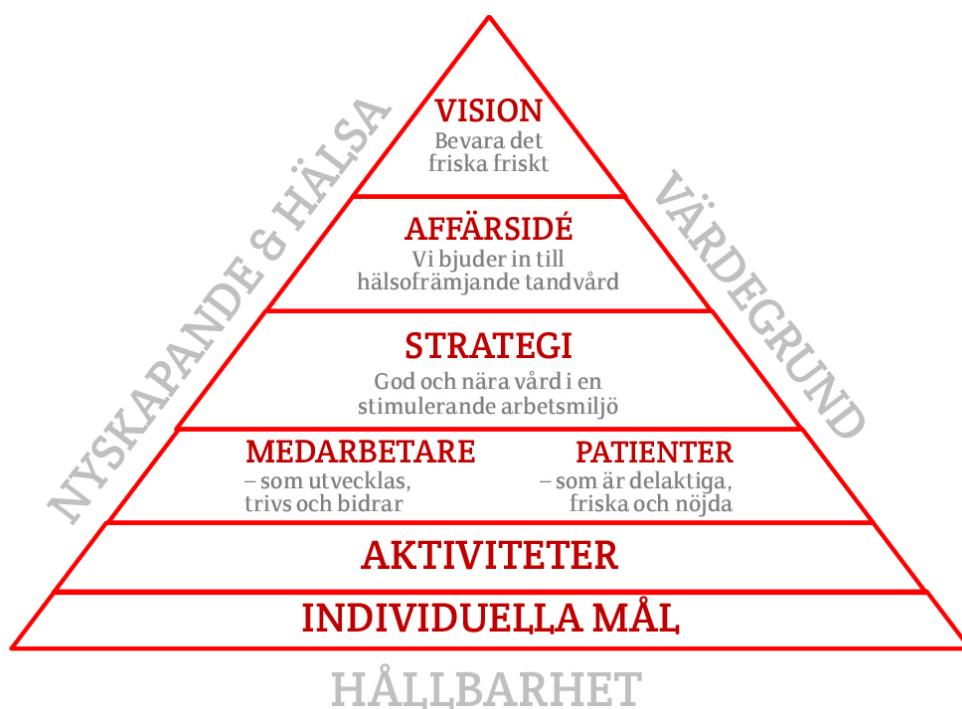 VISION
Bevara det
friska friskt
NYSKAPANDE & HÄLSA
VÄRDEGRUND
AFFÄRSIDÉ
Vi bjuder in till
hälsofrämjande tandvård
STRATEGI
God och nära vård i en
stimulerande arbetsmiljö
MEDARBETARE
– som utvecklas,
trivs och bidrar
PATIENTER
– som är delaktiga,
friska och nöjda
AKTIVITETER
INDIVIDUELLA MÅL
HÅLLBARHET